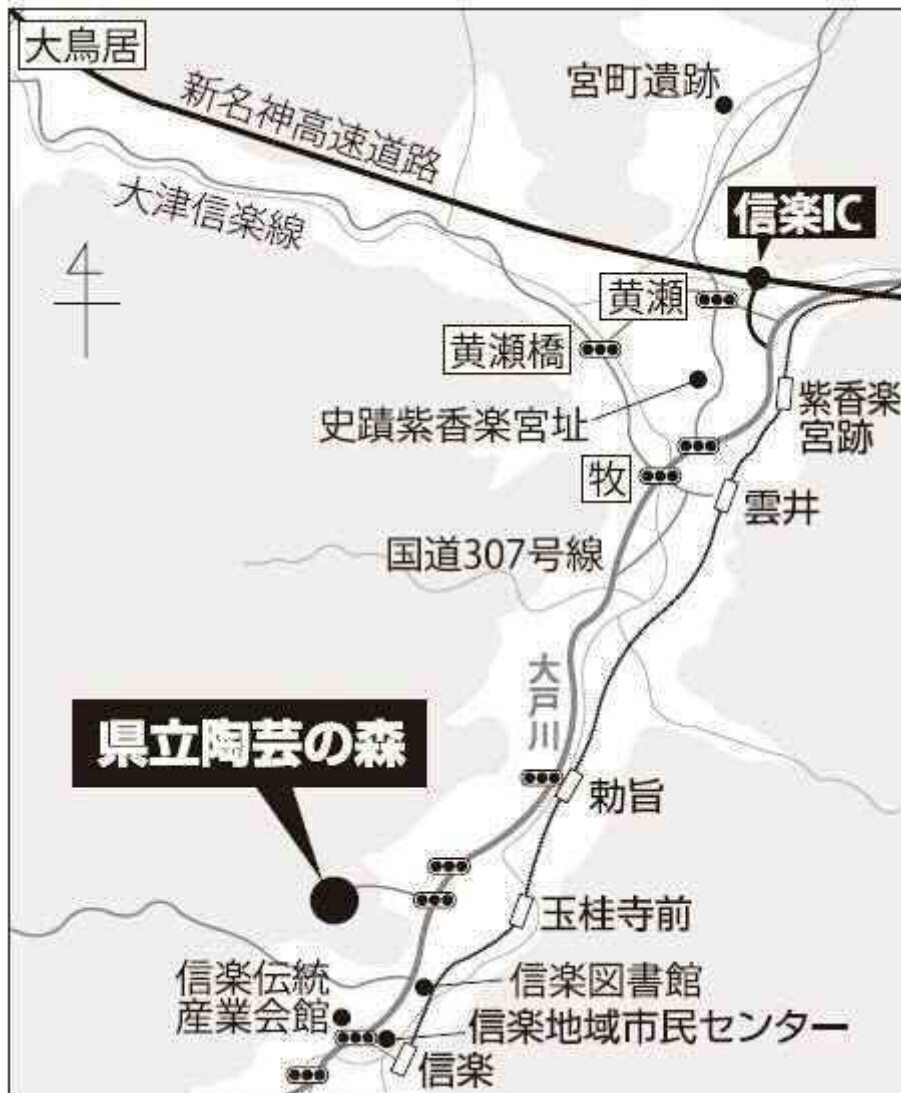 大鳥居
新名神高速道路
大津信楽線
宮町遺跡
信楽IC
黄瀬
黄瀬橋
史蹟紫香楽宮址
紫香楽
宮跡
牧
雲井
国道307号線
大戸川
県立陶芸の森
勅旨
玉桂寺前
信楽伝統
産業会館
信楽図書館
信楽地域市民センター
信楽